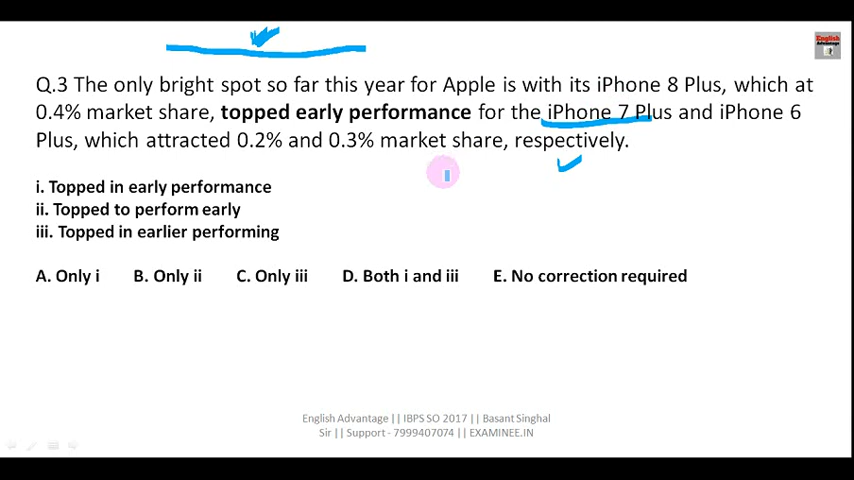 English
Advantage
Q.3 The only bright spot so far this year for Apple is with its iPhone 8 Plus, which at
0.4% market share, topped early performance for the iPhone 7 Plus and iPhone 6
Plus, which attracted 0.2% and 0.3% market share, respectively.
i. Topped in early performance
ii. Topped to perform early
iii. Topped in earlier performing
A. Only i B. Only ii C. Only iii D. Both i and iii E. No correction required
English Advantage || IBPS SO 2017 || Basant Singhal
Sir || Support - 7999407074 || EXAMINEE.IN